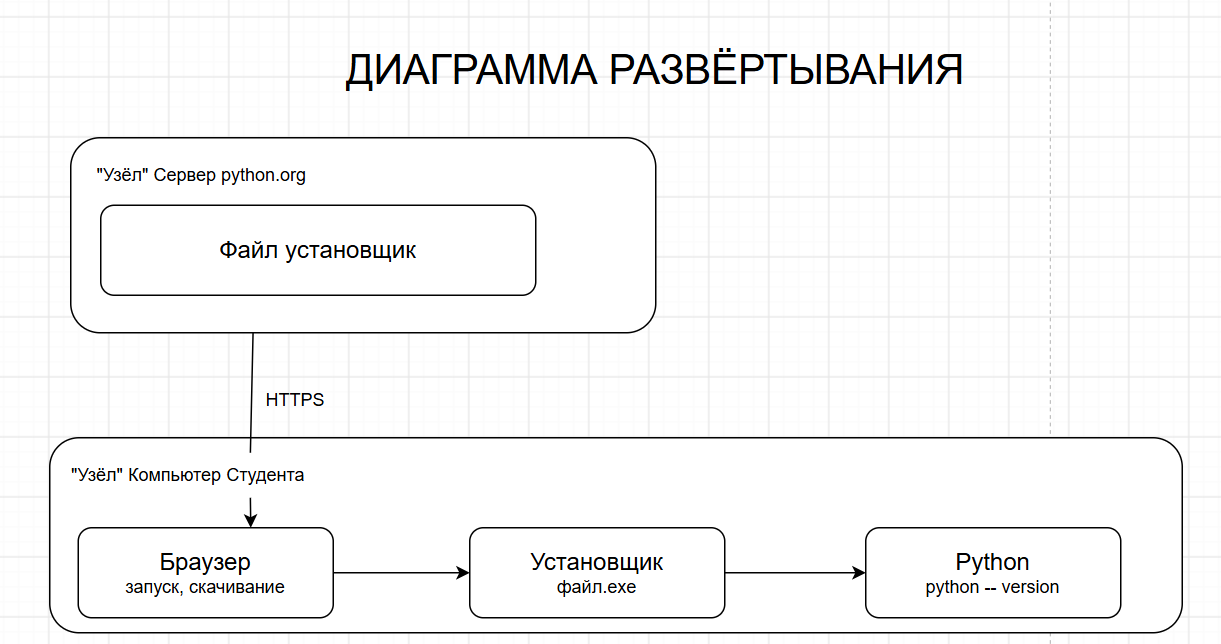 ДИАГРАММА РАЗВЁРТЫВАНИЯ
"Узёл" Сервер python.org
Файл установщик
HTTPS
"Узёл" Компьютер Студента
Браузер
запуск, скачивание
Установщик
файл.exe
Python
python -- version